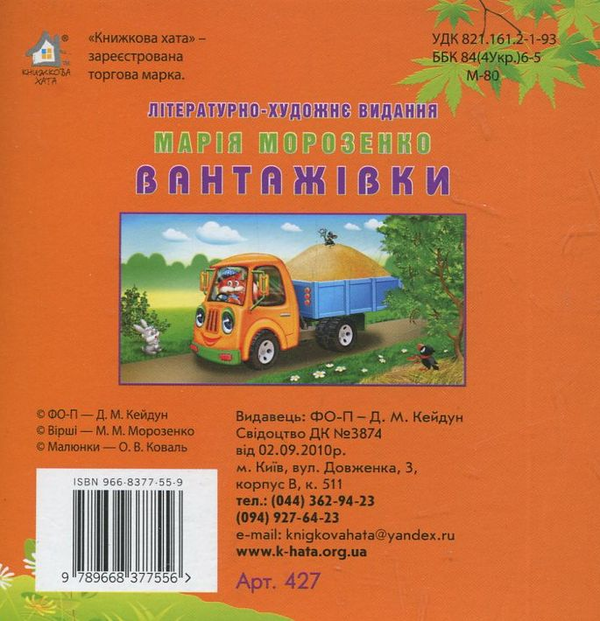 КНИЖКОВА
ХАТА
®
«Книжкова хата» –
зареєстрована
торгова марка.
УДК 821.161.2-1-93
ББК 84(4Укр.)6-5
М-80
ЛІТЕРАТУРНО-ХУДОЖНЄ ВИДАННЯ
МАРІЯ МОРОЗЕНКО
ВАНТАЖІВКИ
© ФО-П — Д. М. Кейдун
© Вірші — М. М. Морозенко
© Малюнки — О. В. Коваль
Видавець: ФО-П – Д. М. Кейдун
Свідоцтво ДК №3874
від 02.09.2010р.
м. Київ, вул. Довженка, 3,
корпус В, к. 511
тел.: (044) 362-94-23
(094) 927-64-23
e-mail: knigkovahata@yandex.ru
www.k-hata.org.ua
Арт. 427
ISBN 966-8377-55-9
9 789668 377556 >